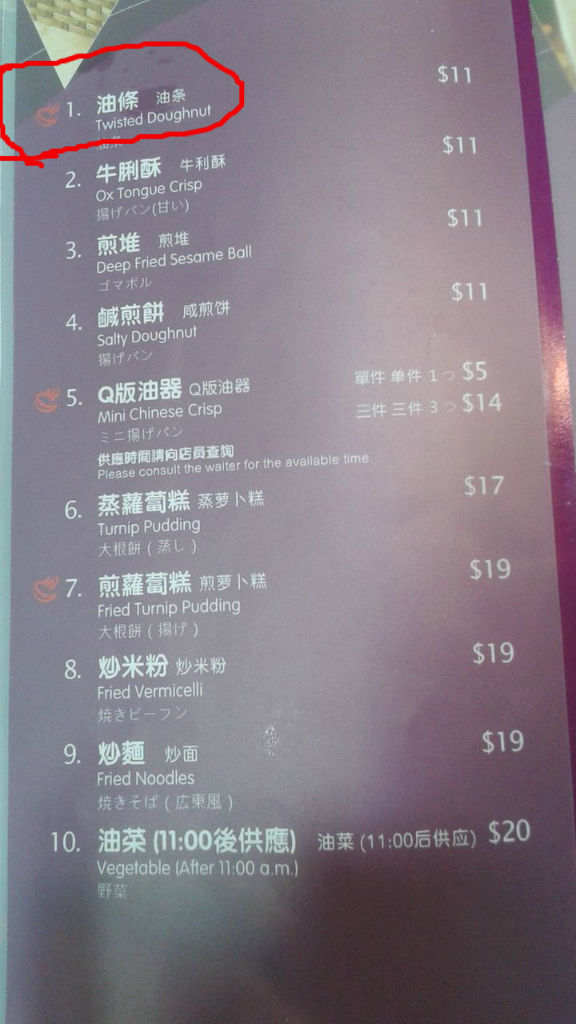 $11
1. 油條 油条
Twisted Doughnut
油条
$11
2. 牛脷酥 牛利酥
Ox Tongue Crisp
揚げパン(甘い)
$11
3. 煎堆 煎堆
Deep Fried Sesame Ball
ゴマボル
$11
4. 鹹煎餅 咸煎饼
Salty Doughnut
揚げパン
5. Q版油器 Q版油器 單件 单件 1つ $5
Mini Chinese Crisp 三件 三件 3つ $14
ミニ揚げパン
供應時間請向店員查詢
Please consult the waiter for the available time
6. 蒸蘿蔔糕 蒸萝卜糕 $17
Turnip Pudding
大根餅 ( 蒸し )
7. 煎蘿蔔糕 煎萝卜糕 $19
Fried Turnip Pudding
大根餅 ( 揚げ )
8. 炒米粉 炒米粉 $19
Fried Vermicelli
焼きビーフン
9. 炒麵 炒面 $19
Fried Noodles
焼きそば ( 広東風 )
10. 油菜 (11:00後供應) 油菜 (11:00后供应) $20
Vegetable (After 11:00 a.m.)
野菜